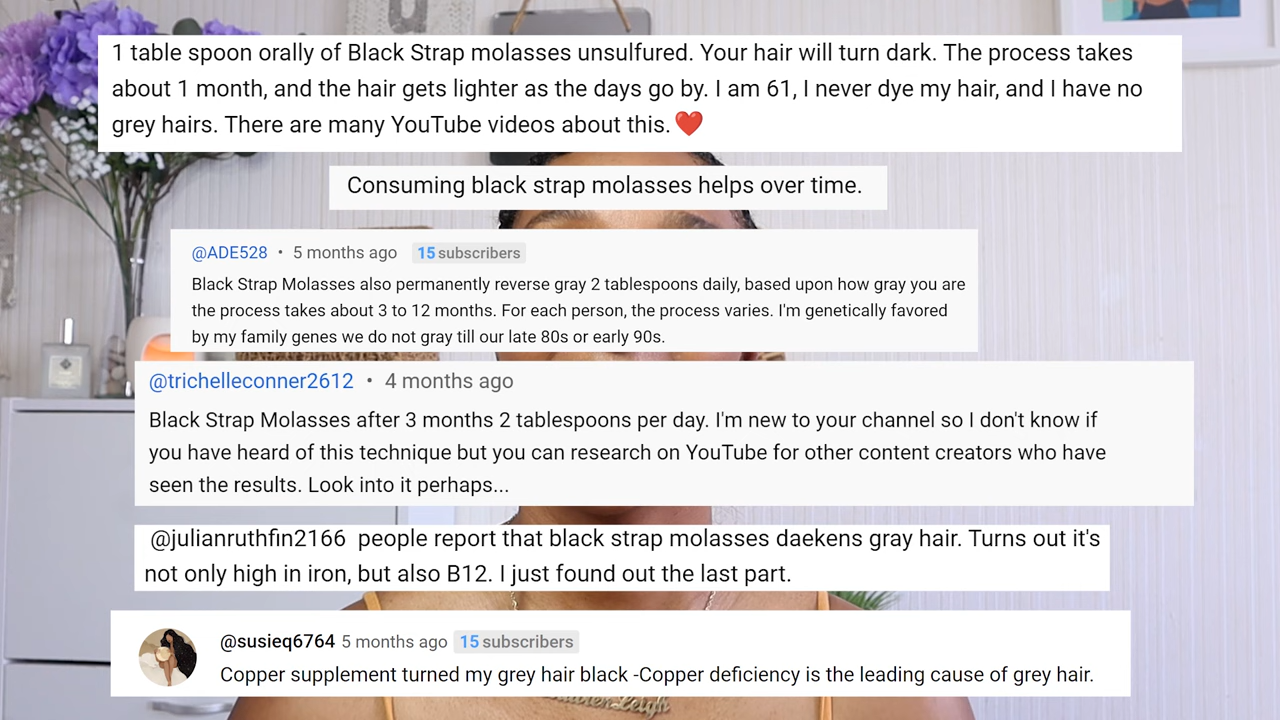 1 table spoon orally of Black Strap molasses unsulfured. Your hair will turn dark. The process takes
about 1 month, and the hair gets lighter as the days go by. I am 61, I never dye my hair, and I have no
grey hairs. There are many YouTube videos about this.❤️
Consuming black strap molasses helps over time.
@ADE528 • 5 months ago 15 subscribers
Black Strap Molasses also permanently reverse gray 2 tablespoons daily, based upon how gray you are
the process takes about 3 to 12 months. For each person, the process varies. I'm genetically favored
by my family genes we do not gray till our late 80s or early 90s.
@trichelleconner2612 • 4 months ago
Black Strap Molasses after 3 months 2 tablespoons per day. I'm new to your channel so I don't know if
you have heard of this technique but you can research on YouTube for other content creators who have
seen the results. Look into it perhaps...
@julianruthfin2166 people report that black strap molasses daekens gray hair. Turns out it's
not only high in iron, but also B12. I just found out the last part.
@susieq6764 5 months ago 15 subscribers
Copper supplement turned my grey hair black -Copper deficiency is the leading cause of grey hair.